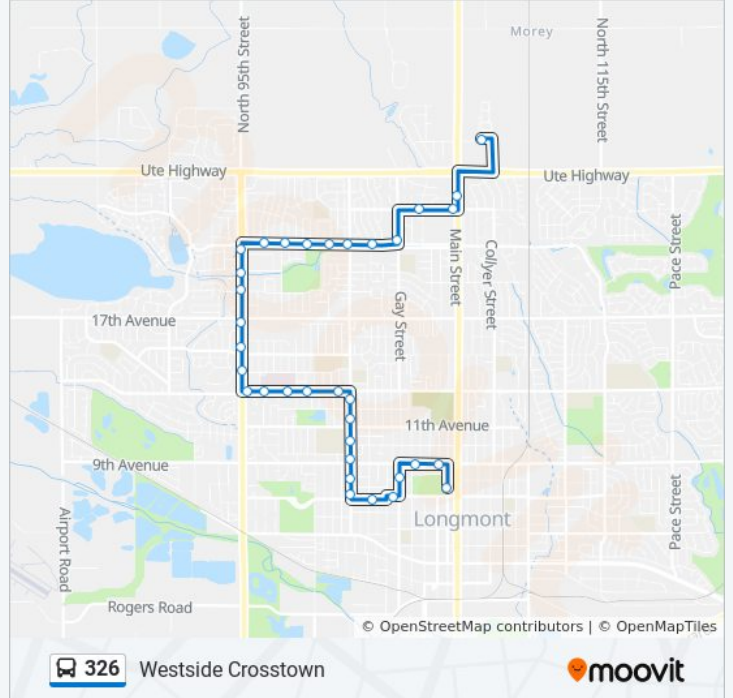 Morey
North 95th Street
North 115th Street
Ute Highway
Ute Highway
Pace Street
Main Street
Collyer Street
Gay Street
17th Avenue
11th Avenue
9th Avenue
Pace Street
Longmont
Airport Road
Rogers Road
© OpenStreetMap contributors | © OpenMapTiles
326 Westside Crosstown
moovit